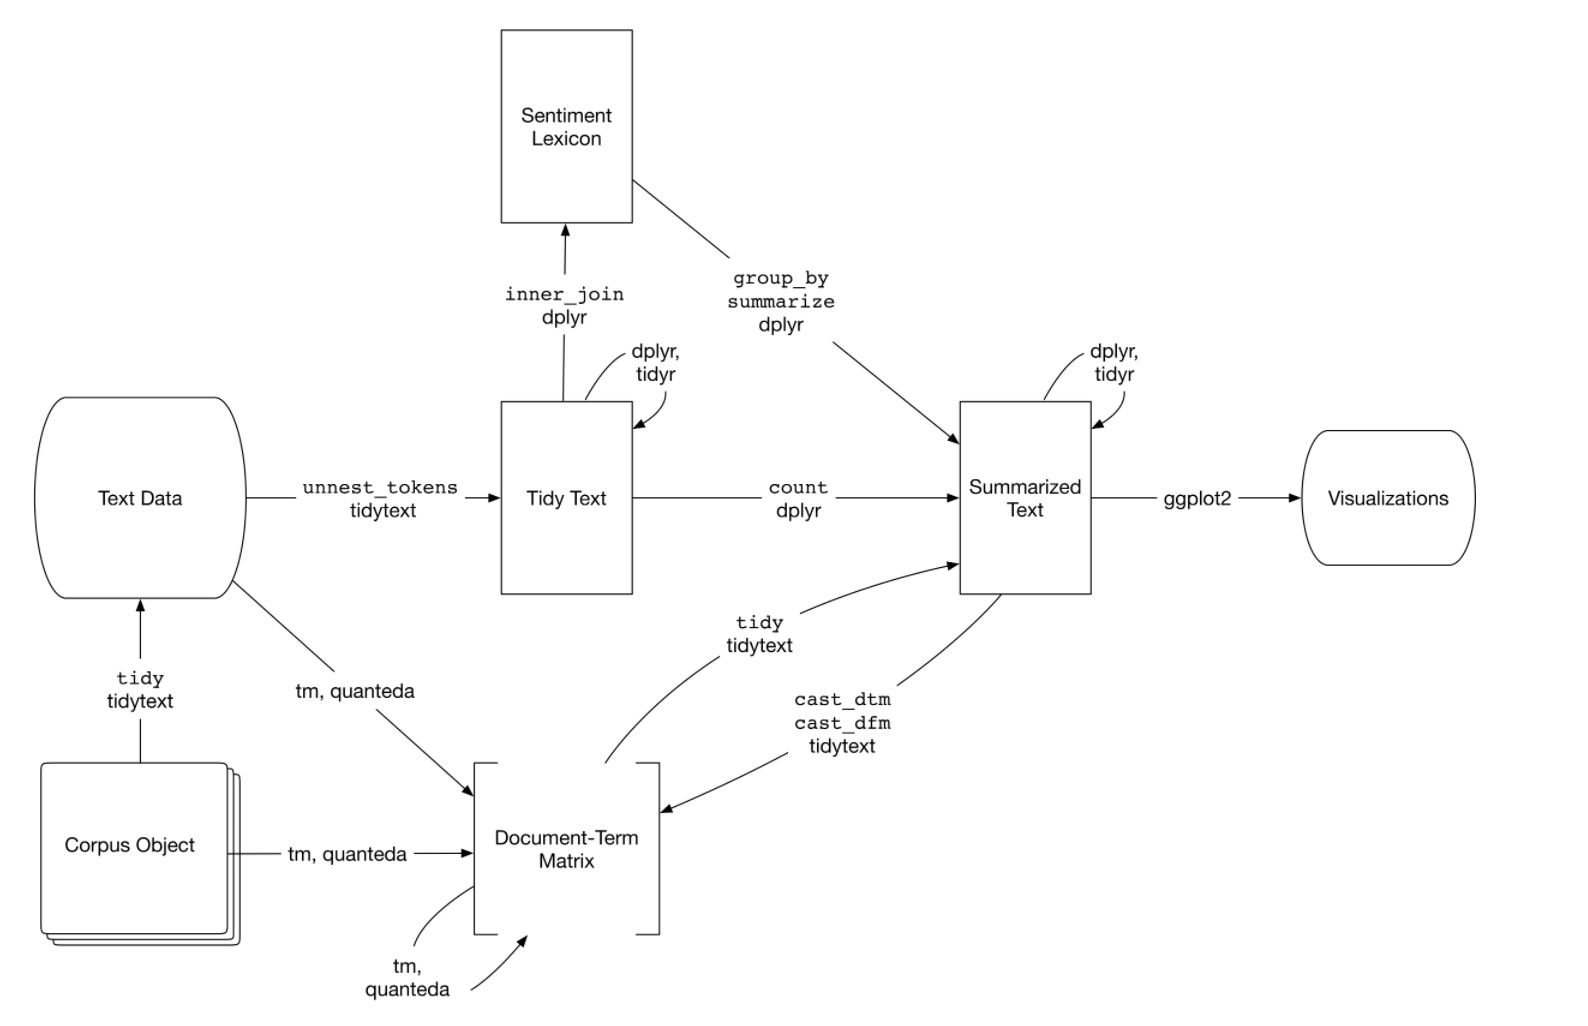 Sentiment
Lexicon
inner_join
dplyr
group_by
summarize
dplyr
dplyr,
tidyr
dplyr,
tidyr
Text Data
unnest_tokens
tidytext
Tidy Text
count
dplyr
Summarized
Text
ggplot2
Visualizations
tidy
tidytext
tm, quanteda
tidy
tidytext
cast_dtm
cast_dfm
tidytext
Corpus Object
tm, quanteda
Document-Term
Matrix
tm,
quanteda